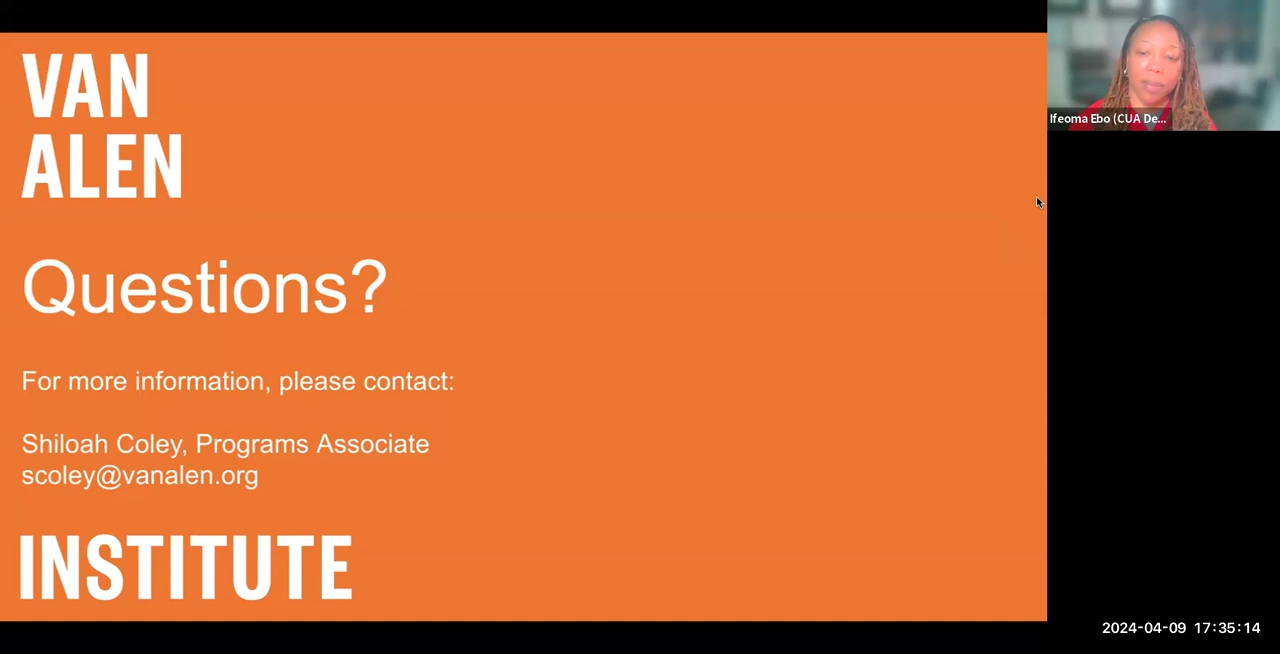 VAN
ALEN
Questions?
For more information, please contact:
Shiloah Coley, Programs Associate
scoley@vanalen.org
INSTITUTE
Ifeoma Ebo (CUA De...
2024-04-09 17:35:14